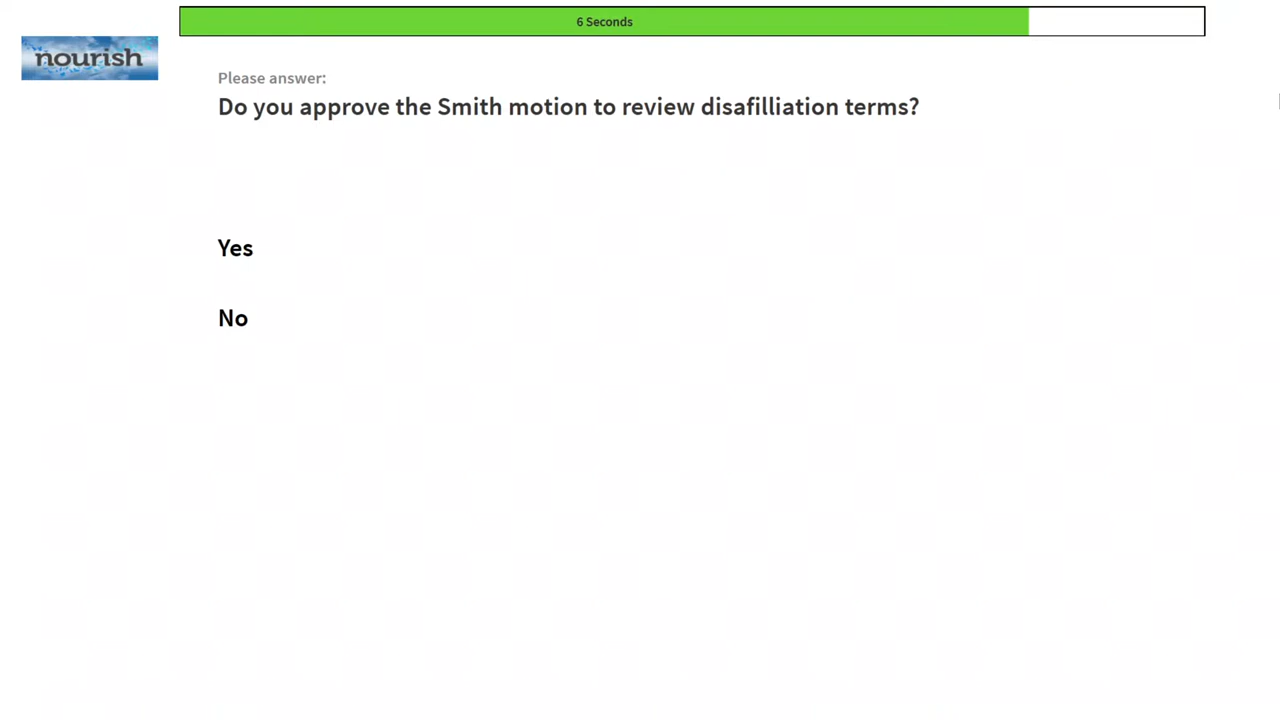 6 Seconds
nourish
Please answer:
Do you approve the Smith motion to review disafilliation terms?
Yes
No